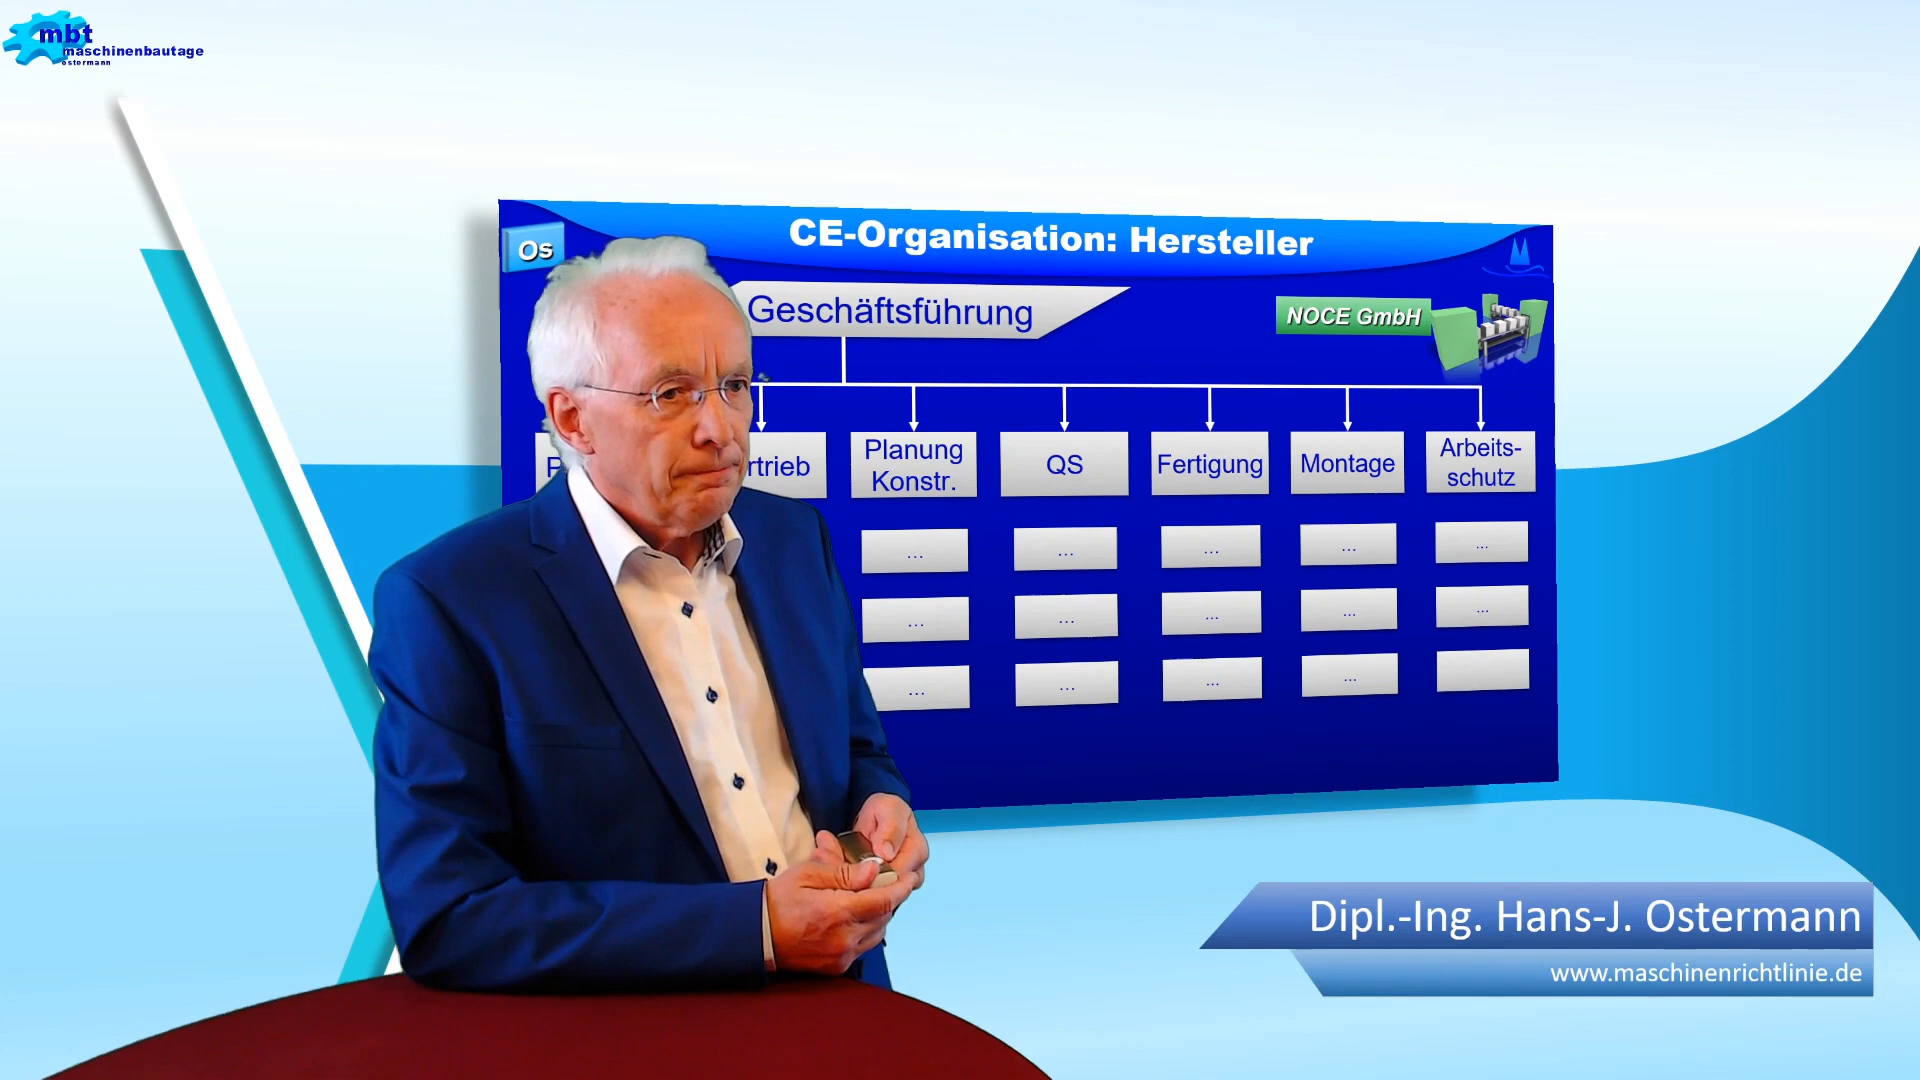 mbt
maschinenbautage
ostermann
Os
CE-Organisation: Hersteller
Geschäftsführung
NOCE GmbH
Planung
Konstr.
QS
Fertigung
Montage
Arbeits-
schutz
...
...
...
...
...
...
...
...
...
...
...
...
...
...
Dipl.-Ing. Hans-J. Ostermann
www.maschinenrichtlinie.de